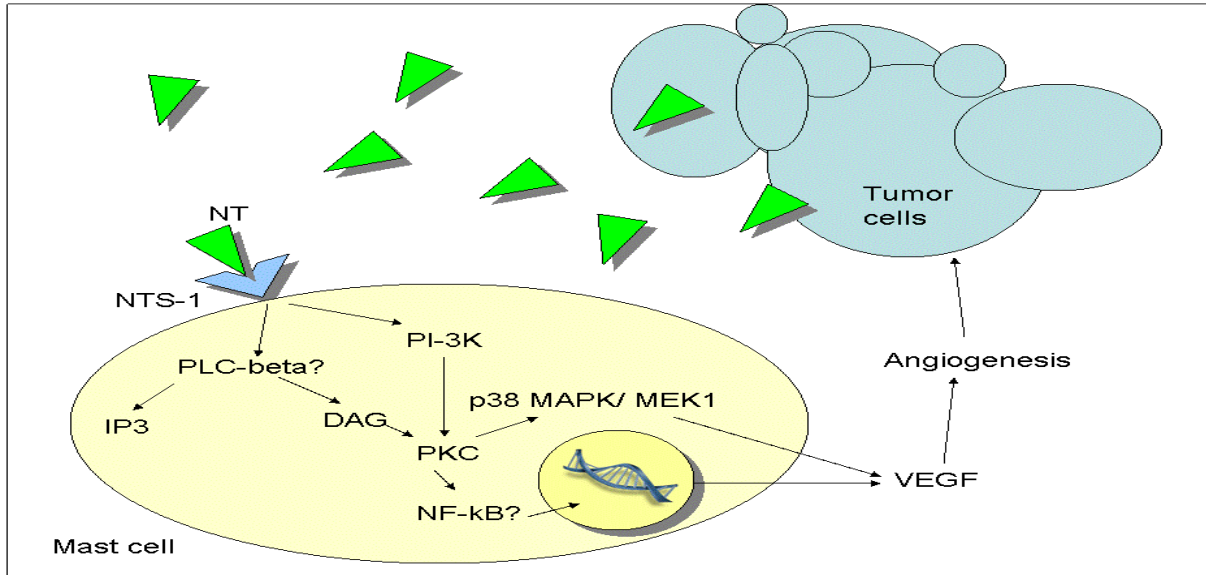 Tumor
cells
NT
NTS-1
PI-3K
PLC-beta?
Angiogenesis
p38 MAPK/ MEK1
IP3
DAG
PKC
VEGF
NF-kB?
Mast cell